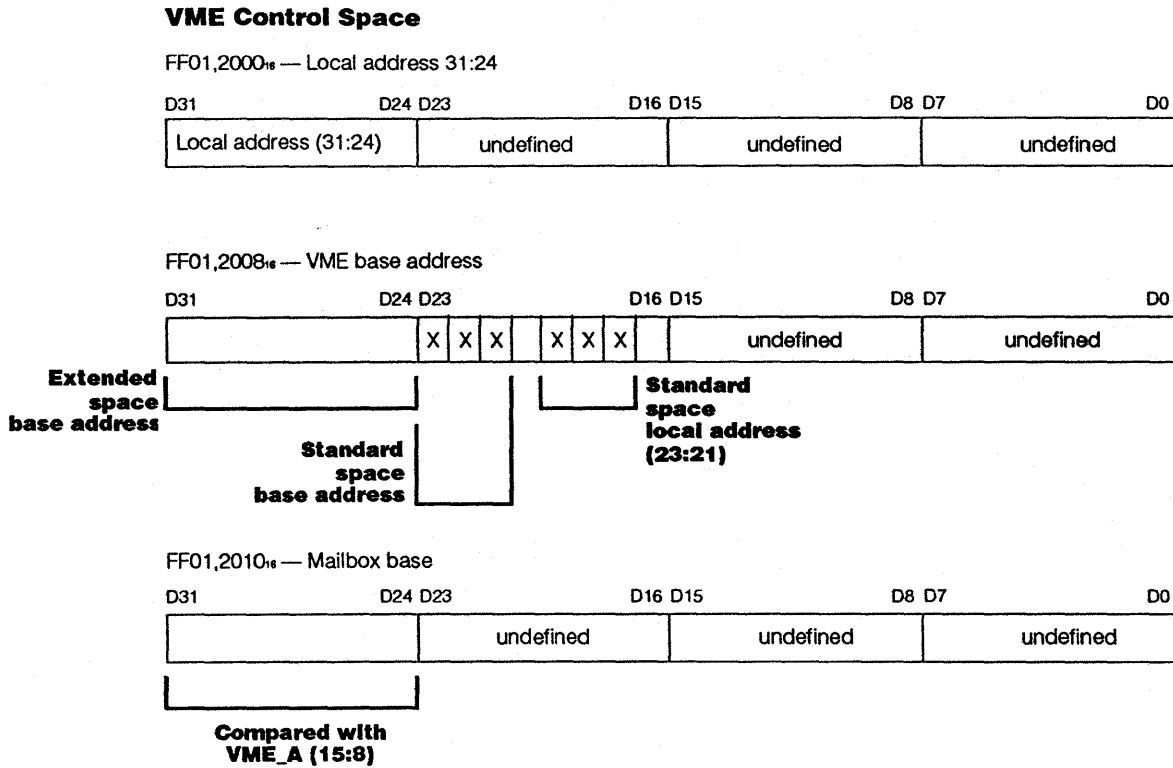 VME Control Space
FF01,2000₁₆ — Local address 31:24
D31 D24 D23 D16 D15 D8 D7 D0
Local address (31:24) undefined undefined undefined
FF01,2008₁₆ — VME base address
D31 D24 D23 D16 D15 D8 D7 D0
X X X X X X undefined undefined
Extended
space
base address
Standard
space
local address
(23:21)
Standard
space
base address
FF01,2010₁₆ — Mailbox base
D31 D24 D23 D16 D15 D8 D7 D0
undefined undefined undefined
Compared with
VME_A (15:8)